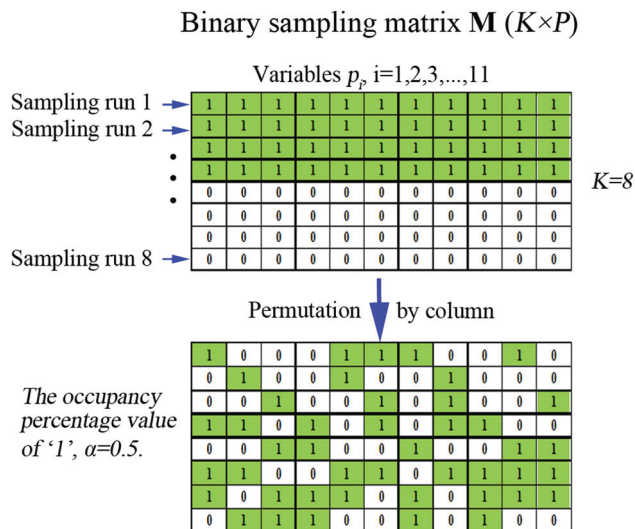 Binary sampling matrix M (K×P)
Variables pᵢ, i=1,2,3,...,11
Sampling run 1
1 1 1 1 1 1 1 1 1 1 1
Sampling run 2
1 1 1 1 1 1 1 1 1 1 1
1 1 1 1 1 1 1 1 1 1 1
1 1 1 1 1 1 1 1 1 1 1
0 0 0 0 0 0 0 0 0 0 0
K=8
0 0 0 0 0 0 0 0 0 0 0
0 0 0 0 0 0 0 0 0 0 0
Sampling run 8
0 0 0 0 0 0 0 0 0 0 0
Permutation by column
The occupancy
percentage value
of ‘1’, α=0.5.
1 0 0 0 1 1 1 0 0 1 0
0 1 0 0 1 0 0 1 0 0 0
0 0 1 0 0 1 0 1 0 0 1
1 1 0 1 0 1 0 1 1 0 0
0 0 1 1 0 0 1 0 0 1 1
1 1 0 0 1 1 0 1 1 1 1
1 0 1 1 1 0 1 0 1 1 1
0 1 1 1 0 0 1 0 1 0 0